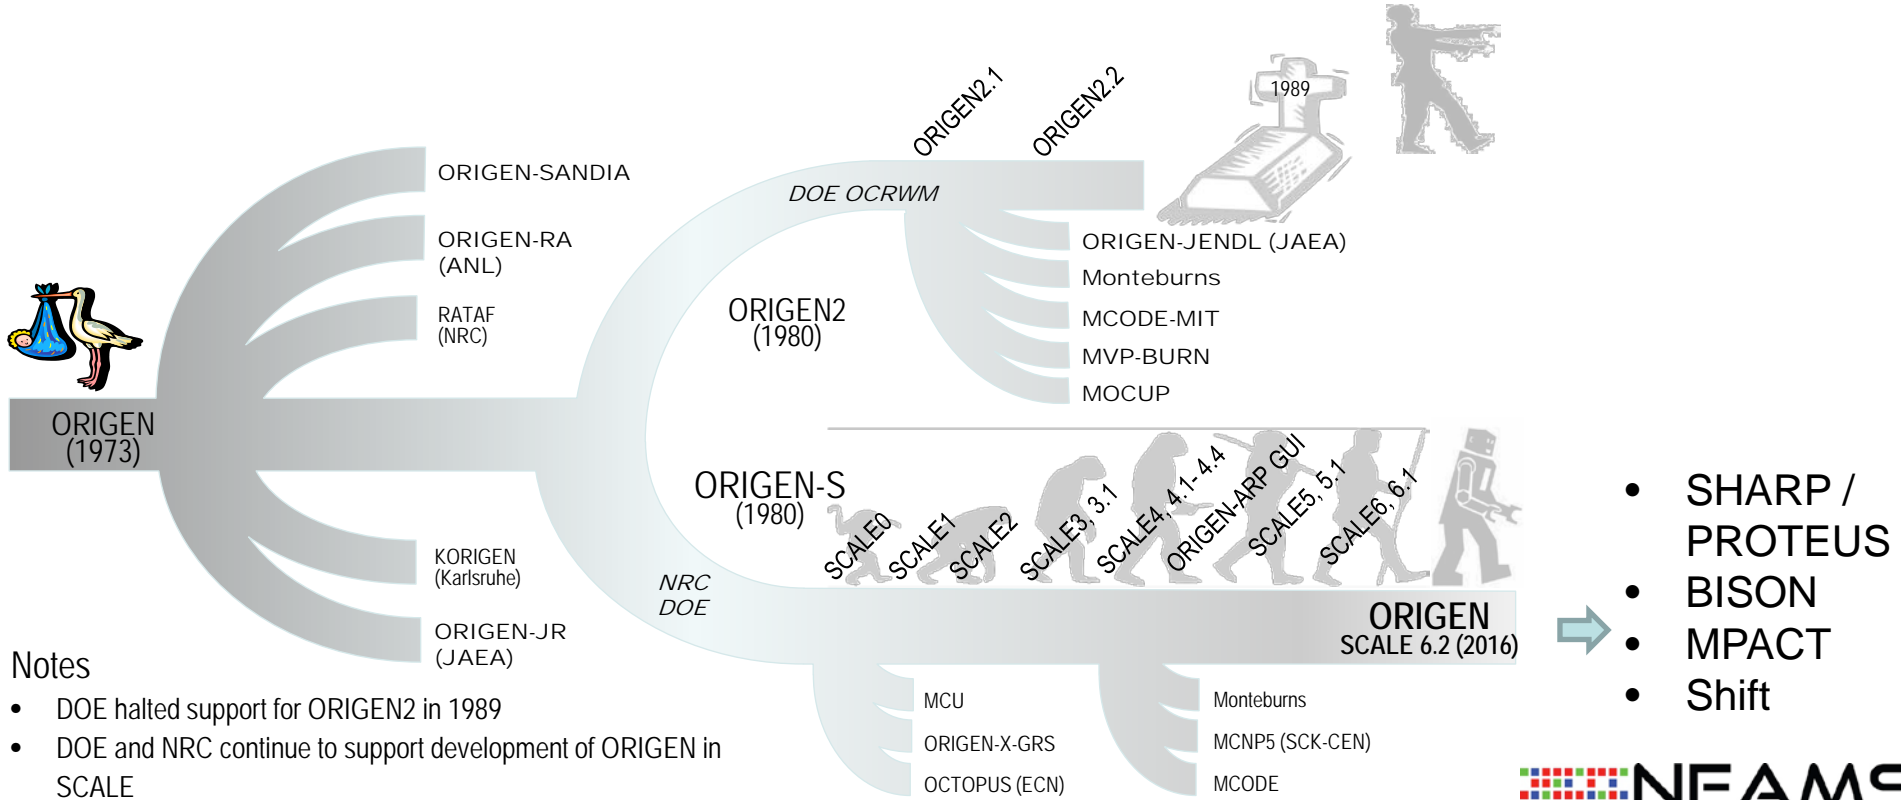 ORIGEN
(1973)
ORIGEN-SANDIA
ORIGEN-RA
(ANL)
RATAF
(NRC)
KORIGEN
(Karlsruhe)
ORIGEN-JR
(JAEA)
DOE OCRWM
ORIGEN2.1
ORIGEN2.2
1989
ORIGEN2
(1980)
ORIGEN-JENDL (JAEA)
Monteburns
MCODE-MIT
MVP-BURN
MOCUP
ORIGEN-S
(1980)
SCALE0
SCALE1
SCALE2
SCALE3, 3.1
SCALE4, 4.1-4.4
ORIGEN-ARP GUI
SCALE5, 5.1
SCALE6, 6.1
NRC
DOE
ORIGEN
SCALE 6.2 (2016)
MCU
ORIGEN-X-GRS
OCTOPUS (ECN)
Monteburns
MCNP5 (SCK-CEN)
MCODE
• SHARP /
PROTEUS
• BISON
• MPACT
• Shift
Notes
• DOE halted support for ORIGEN2 in 1989
• DOE and NRC continue to support development of ORIGEN in
SCALE